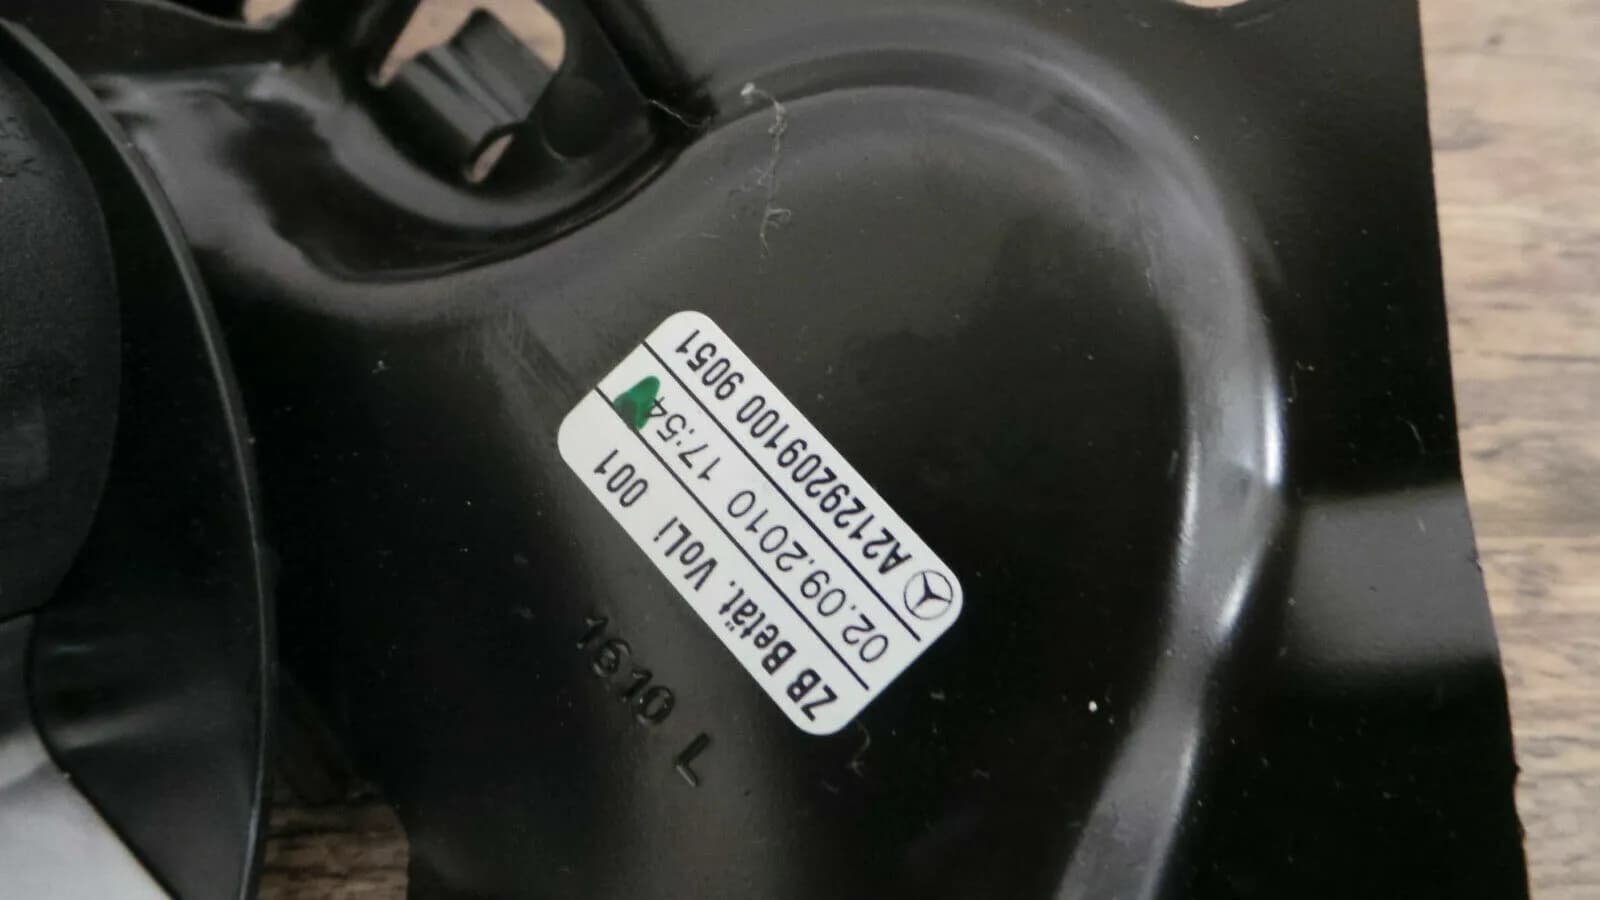 A2129209100 9051
02.09.2010 17:54
ZB Betät. VoLi 001
1610 L